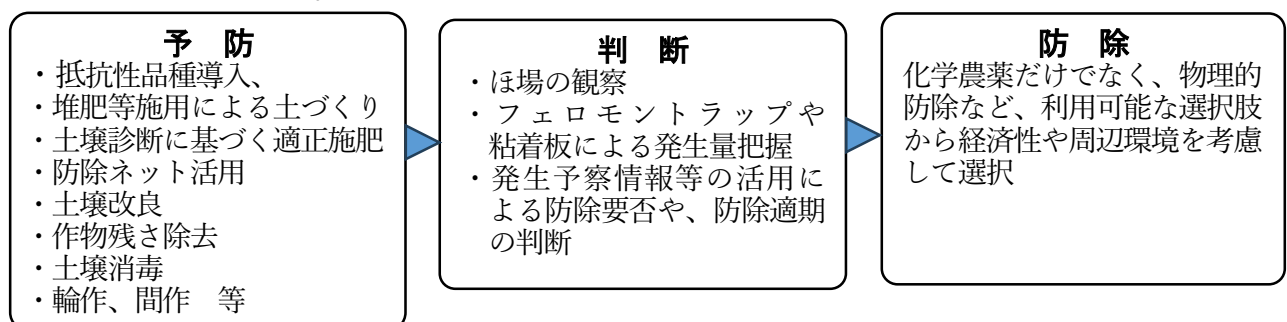 予 防
・抵抗性品種導入、
・堆肥等施用による土づくり
・土壌診断に基づく適正施肥
・防除ネット活用
・土壌改良
・作物残さ除去
・土壌消毒
・輪作、間作 等
判 断
・ほ場の観察
・フェロモントラップや
粘着板による発生量把握
・発生予察情報等の活用に
よる防除要否や、防除適期
の判断
防 除
化学農薬だけでなく、物理的
防除など、利用可能な選択肢
から経済性や周辺環境を考慮
して選択